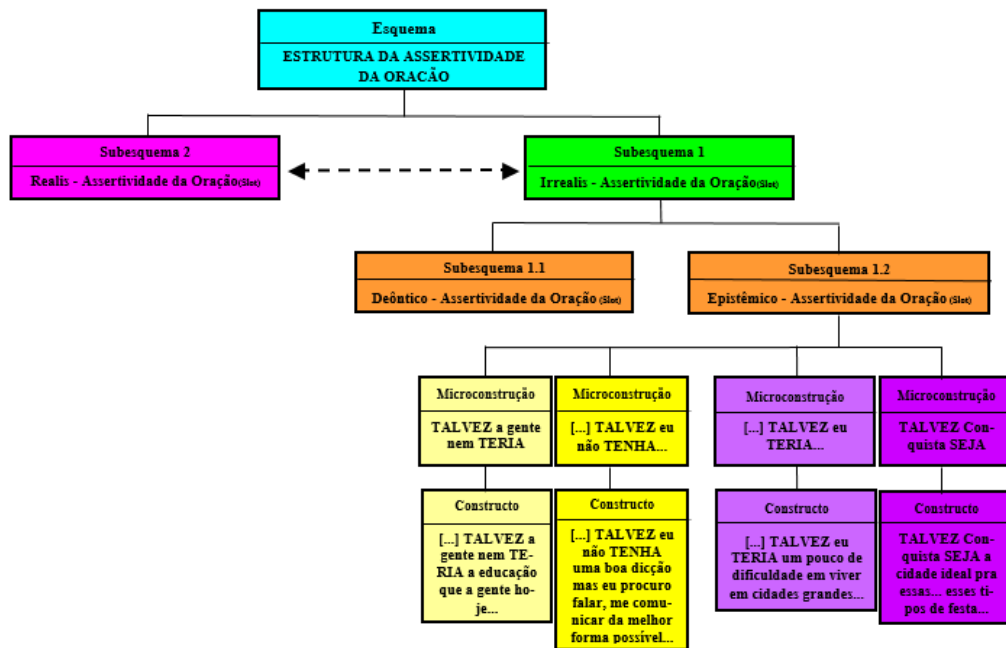 Esquema
ESTRUTURA DA ASSERTIVIDADE
DA ORACÃO
Subesquema 2
Realis - Assertividade da Oração(Slot)
Subesquema 1
Irrealis - Assertividade da Oração(Slot)
Subesquema 1.1
Deôntico - Assertividade da Oração (Slot)
Subesquema 1.2
Epistêmico - Assertividade da Oração (Slot)
Microconstrução
TALVEZ a gente
nem TERIA
Microconstrução
[...] TALVEZ eu
não TENHA...
Microconstrução
[...] TALVEZ eu
TERIA...
Microconstrução
TALVEZ Con-
quista SEJA
Constructo
[...] TALVEZ a
gente nem TE-
RIA a educação
que a gente ho-
je...
Constructo
[...] TALVEZ eu
não TENHA
uma boa dicção
mas eu procuro
falar, me comu-
nicar da melhor
forma possível...
Constructo
[...] TALVEZ eu
TERIA um pouco de
dificuldade em viver
em cidades grandes...
Constructo
TALVEZ Con-
quista SEJA a
cidade ideal pra
essas... esses ti-
pos de festa...